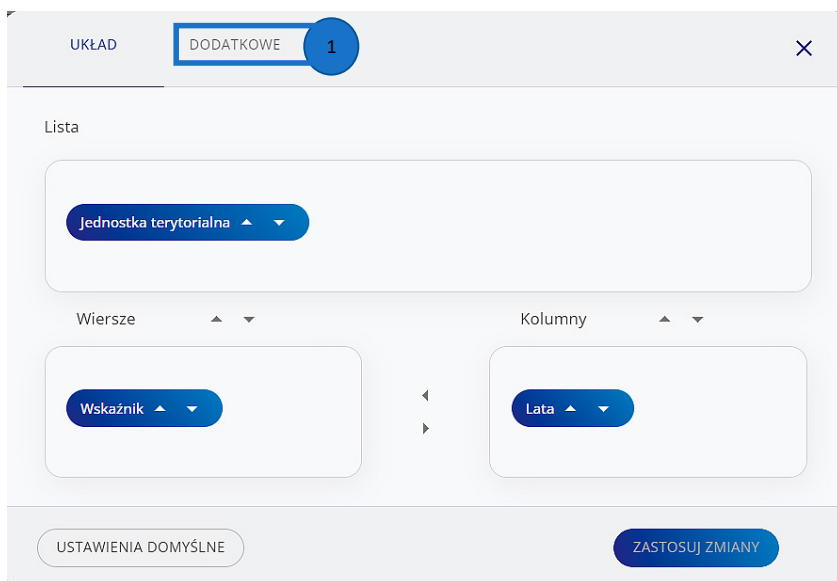 UKŁAD
DODATKOWE
1
Lista
Jednostka terytorialna
Wiersze
Kolumny
Wskaźnik
Lata
USTAWIENIA DOMYŚLNE
ZASTOSUJ ZMIANY